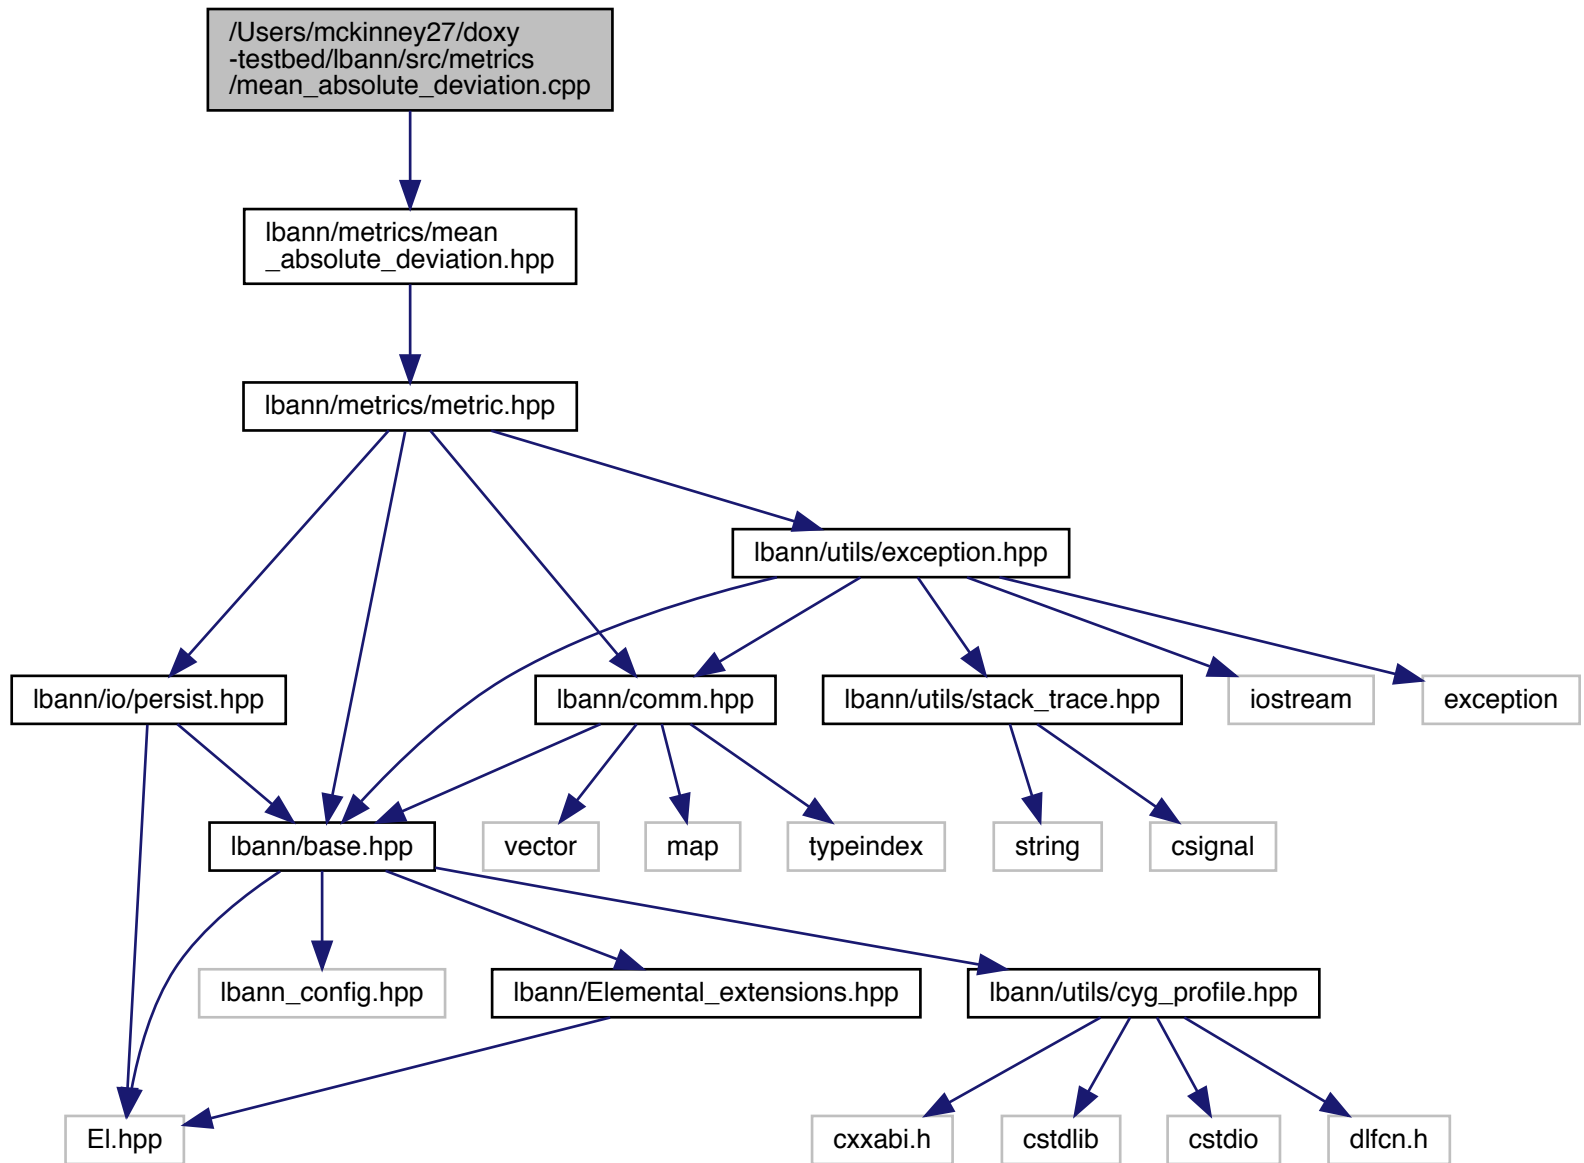 /Users/mckinney27/doxy
-testbed/lbann/src/metrics
/mean_absolute_deviation.cpp
lbann/metrics/mean
_absolute_deviation.hpp
lbann/metrics/metric.hpp
lbann/utils/exception.hpp
lbann/io/persist.hpp
lbann/comm.hpp
lbann/utils/stack_trace.hpp
iostream
exception
lbann/base.hpp
vector
map
typeindex
string
csignal
lbann_config.hpp
lbann/Elemental_extensions.hpp
lbann/utils/cyg_profile.hpp
El.hpp
cxxabi.h
cstdlib
cstdio
dlfcn.h